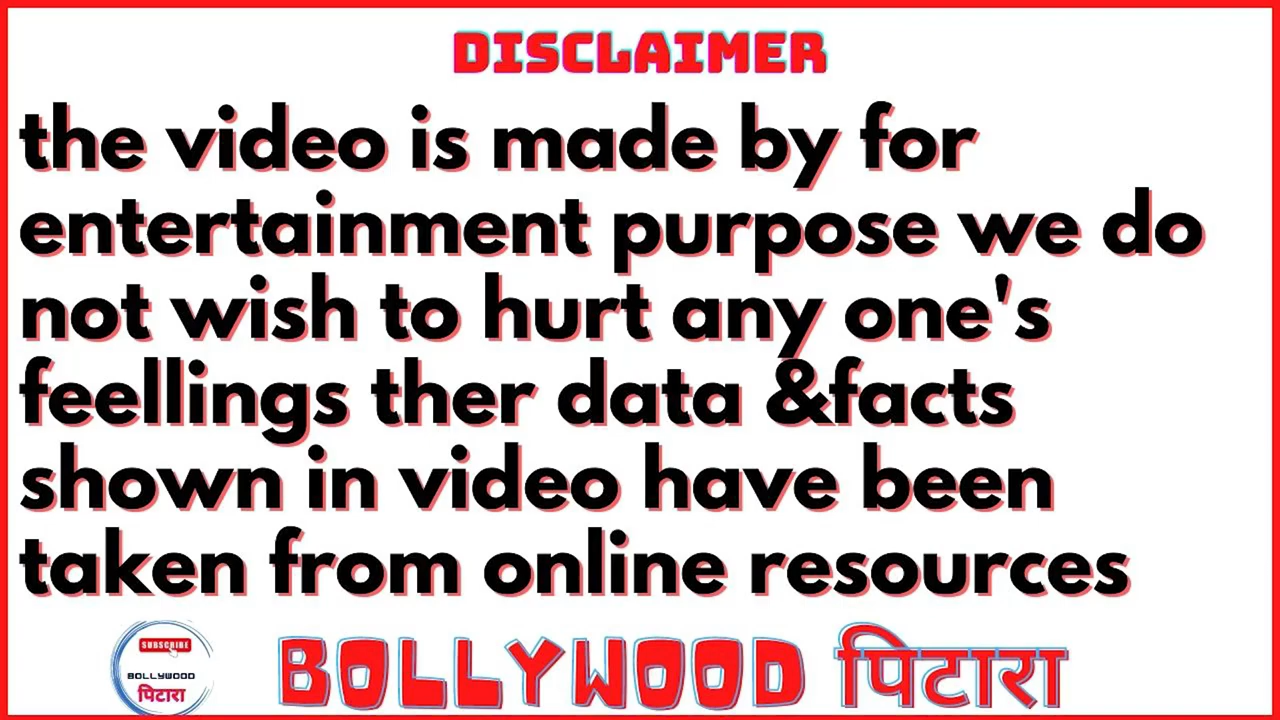 DISCLAIMER
the video is made by for
entertainment purpose we do
not wish to hurt any one's
feellings ther data &facts
shown in video have been
taken from online resources
SUBSCRIBE
BOLLYWOOD
पिटारा
BOLLYWOOD पिटारा